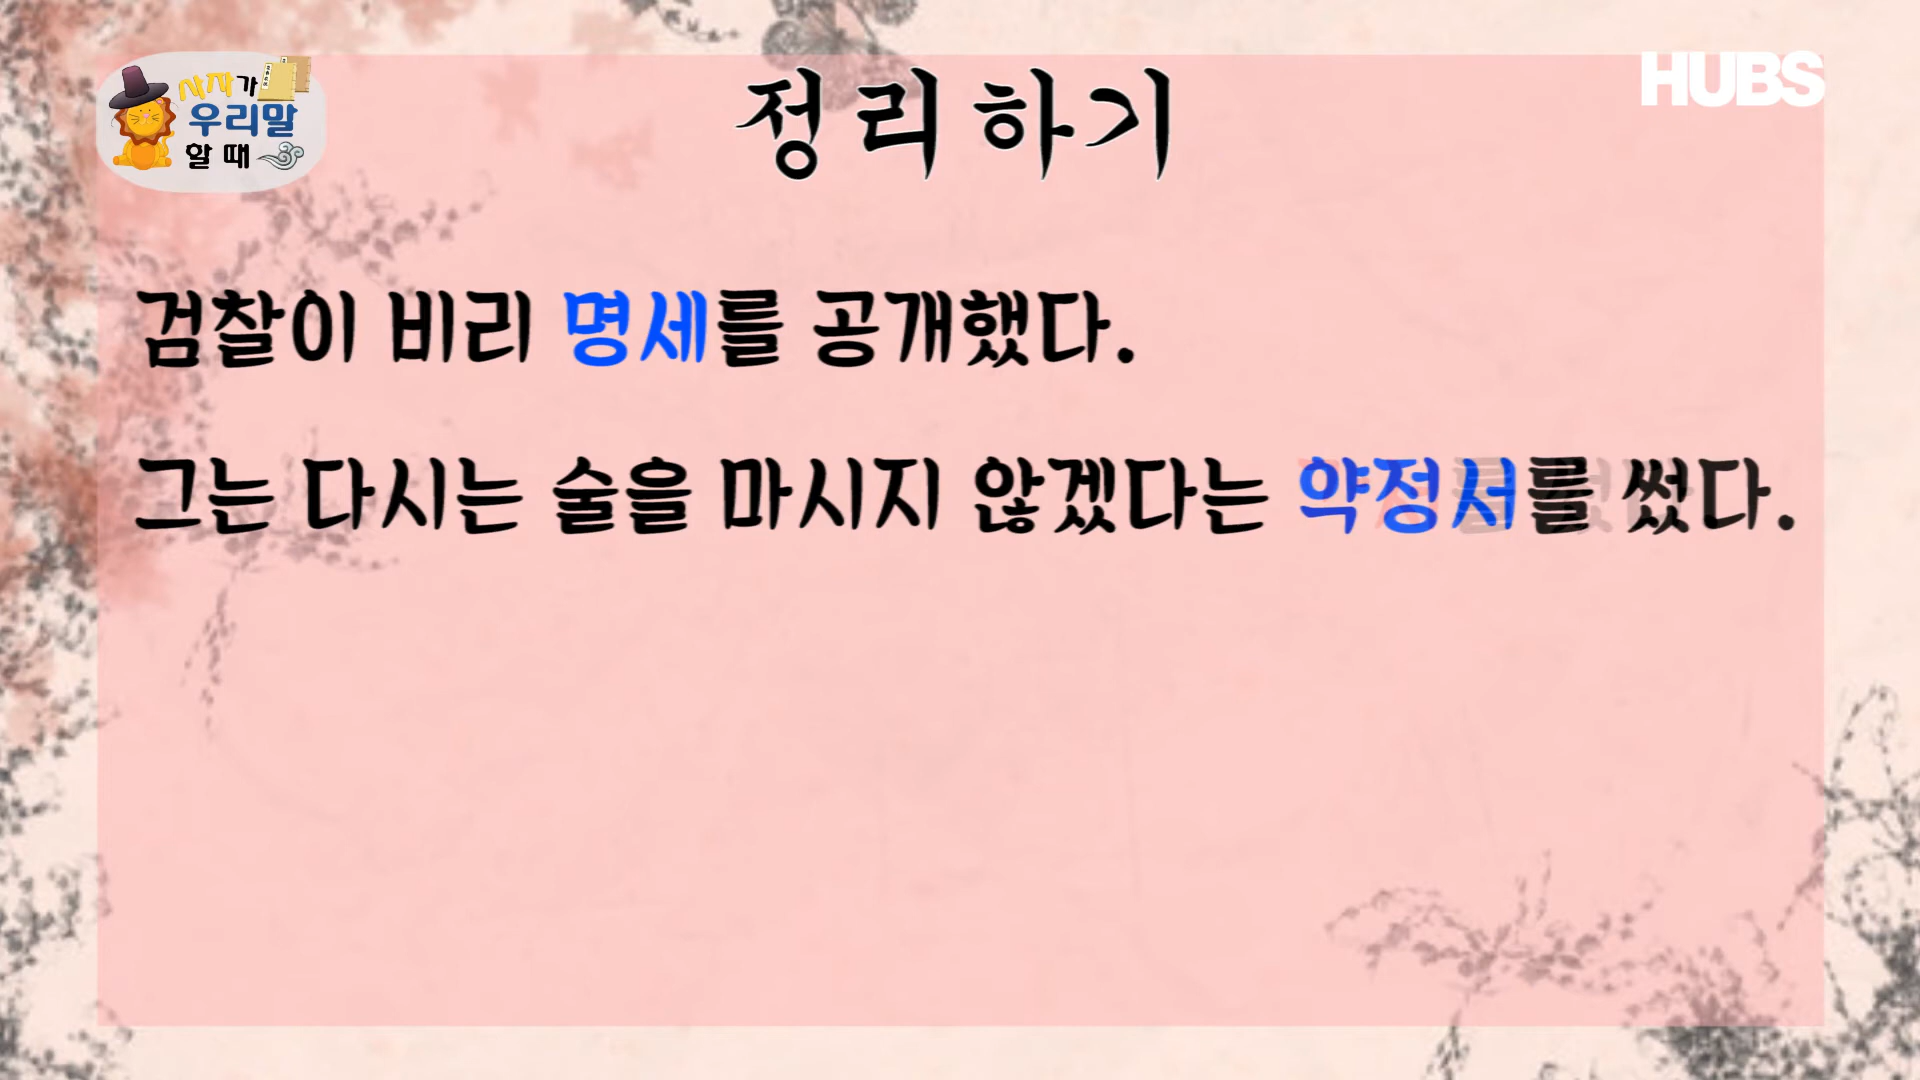 사자가
우리말
할 때
HUBS
정리하기
검찰이 비리 명세를 공개했다.
그는 다시는 술을 마시지 않겠다는 약정서를 썼다.